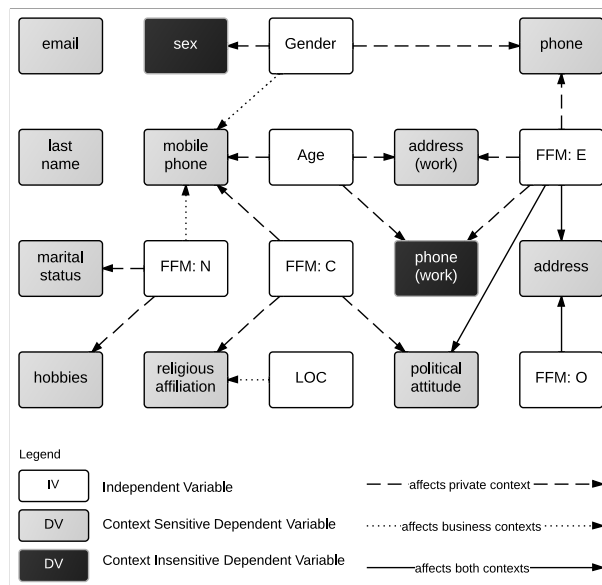 email
sex
Gender
phone
last
name
mobile
phone
Age
address
(work)
FFM: E
marital
status
FFM: N
FFM: C
phone
(work)
address
hobbies
religious
affiliation
LOC
political
attitude
FFM: O
Legend
IV
Independent Variable
affects private context
DV
Context Sensitive Dependent Variable
affects business contexts
DV
Context Insensitive Dependent Variable
affects both contexts